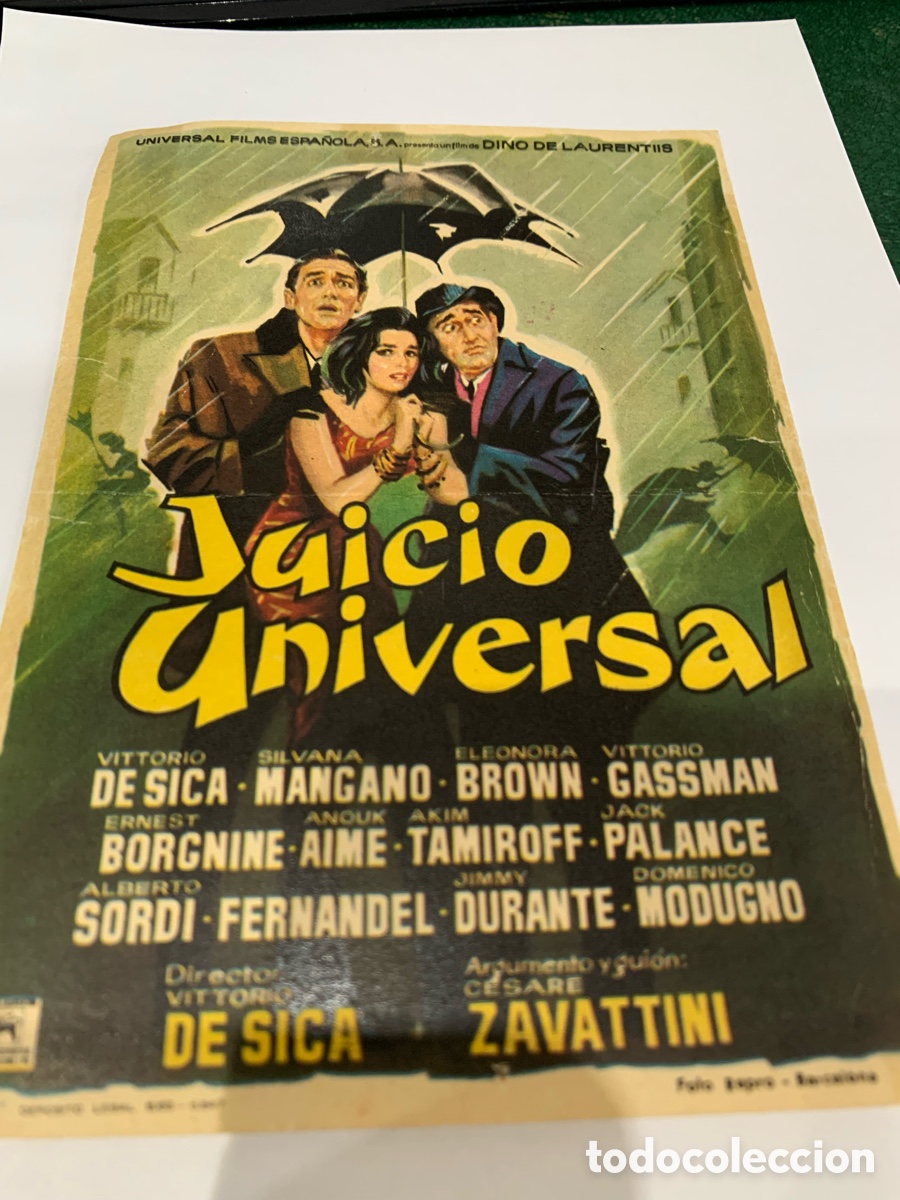 UNIVERSAL FILMS ESPAÑOLA, S.A. presenta un film de DINO DE LAURENTIIS
Juicio
Universal
VITTORIO DE SICA · SILVANA MANGANO · ELEONORA BROWN · VITTORIO GASSMAN
ERNEST BORGNINE · ANOUK AIME · AKIM TAMIROFF · JACK PALANCE
ALBERTO SORDI · FERNANDEL · JIMMY DURANTE · DOMENICO MODUGNO
Director:
VITTORIO
DE SICA
Argumento y guión:
CESARE
ZAVATTINI
DEPOSITO LEGAL
Barcelona
todocoleccion